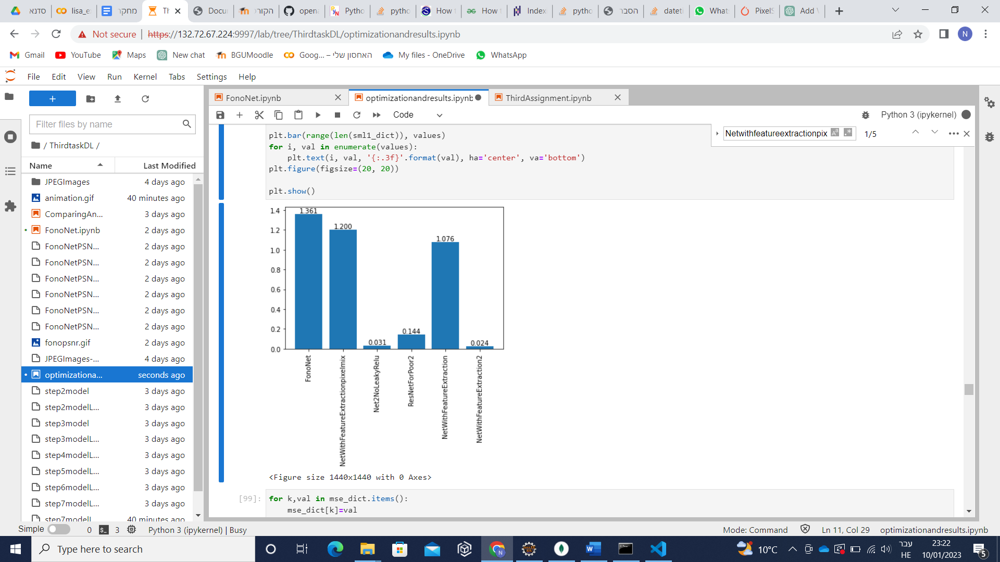 סדנא
lisa_e
מחקר
Th
Docu
הקור
open
Pytho
pytho
How t
How
Index
pytho
הסבר
dateti
Whats
PixelS
Add \
Not secure
https://132.72.67.224:9997/lab/tree/ThirdtaskDL/optimizationandresults.ipynb
N
Gmail
YouTube
Maps
New chat
BGUMoodle
Goog... – האחסון שלי
My files - OneDrive
WhatsApp
File Edit View Run Kernel Tabs Settings Help
FonoNet.ipynb
optimizationandresults.ipynb
ThirdAssignment.ipynb
Code
Python 3 (ipykernel)
Filter files by name
Netwithfeatureextractionpix
1/5
/ ThirdtaskDL /
Name Last Modified
JPEGImages 4 days ago
animation.gif 40 minutes ago
ComparingAn... 3 days ago
FonoNet.ipynb 2 days ago
FonoNetPSN... 2 days ago
FonoNetPSN... 2 days ago
FonoNetPSN... 2 days ago
FonoNetPSN... 2 days ago
FonoNetPSN... 2 days ago
FonoNetPSN... 2 days ago
fonopsnr.gif 2 days ago
JPEGImages-... 4 days ago
optimizationa... seconds ago
step2model 3 days ago
step2modelL... 3 days ago
step3model 3 days ago
step3modelL... 3 days ago
step4modelL... 3 days ago
step5modelL... 3 days ago
step6modelL... 3 days ago
step7modelL... 3 days ago
step7modelL 40 minutes ago
plt.bar(range(len(sml1_dict)), values)
for i, val in enumerate(values):
plt.text(i, val, '{:.3f}'.format(val), ha='center', va='bottom')
plt.figure(figsize=(20, 20))
plt.show()
1.4
1.2
1.0
0.8
0.6
0.4
0.2
0.0
1.361
1.200
0.031
0.144
1.076
0.024
FonoNet
NetWithFeatureExtractionpixelmix
Net2NoLeakyRelu
ResNetForPoor2
NetWithFeatureExtraction
NetWithFeatureExtraction2
<Figure size 1440x1440 with 0 Axes>
[99]:
for k,val in mse_dict.items():
mse_dict[k]=val
Simple
0
3
Python 3 (ipykernel) | Busy
Mode: Command
Ln 11, Col 29
optimizationandresults.ipynb
Type here to search
10°C
עבר
HE
23:22
10/01/2023
5